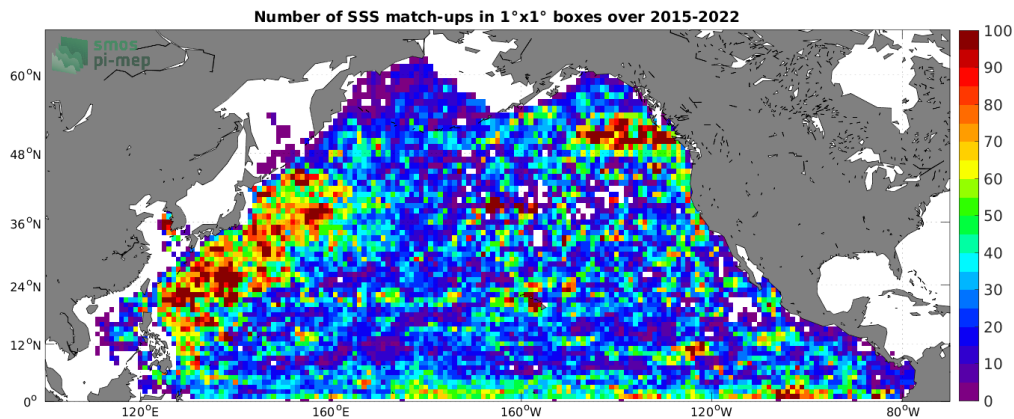 Number of SSS match-ups in 1°x1° boxes over 2015-2022
smos
pi-mep
60°N
48°N
36°N
24°N
12°N
0°
120°E
160°E
160°W
120°W
80°W
100
90
80
70
60
50
40
30
20
10
0